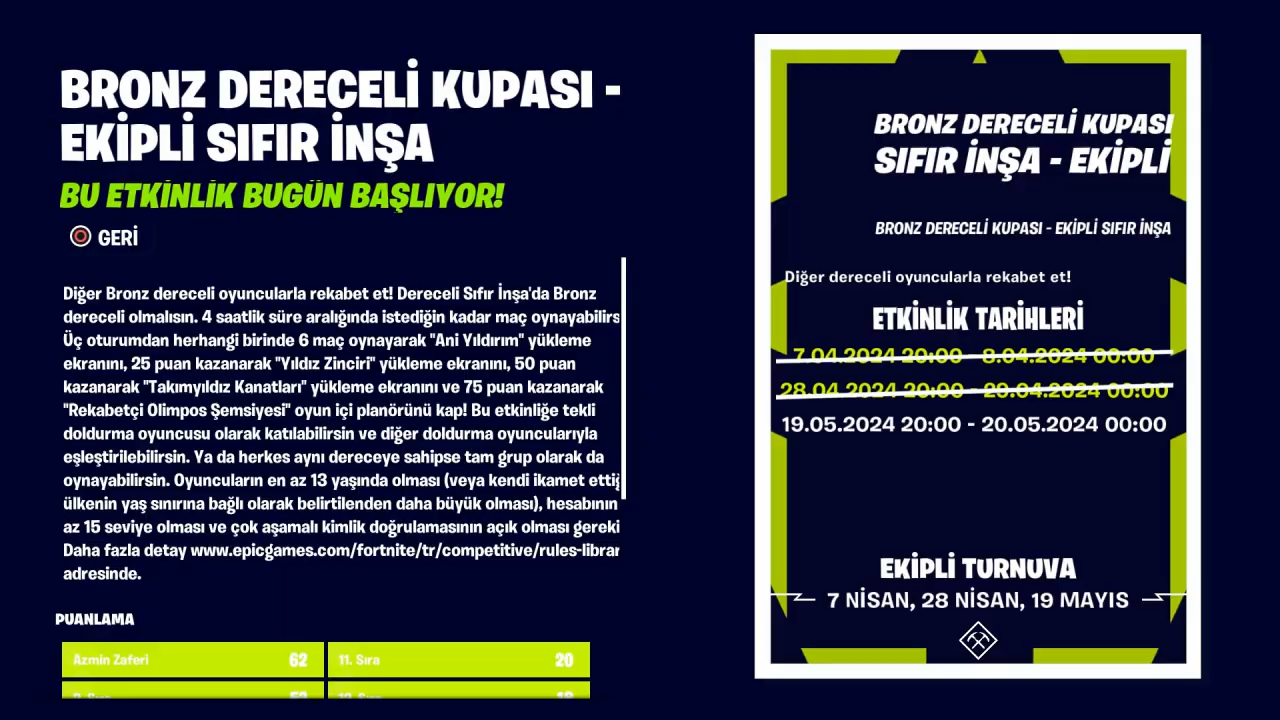 BRONZ DERECELİ KUPASI -
EKİPLİ SIFIR İNŞA
BU ETKİNLİK BUGÜN BAŞLIYOR!
GERİ
Diğer Bronz dereceli oyuncularla rekabet et! Dereceli Sıfır İnşa'da Bronz
dereceli olmalısın. 4 saatlik süre aralığında istediğin kadar maç oynayabilirs
Üç oturumdan herhangi birinde 6 maç oynayarak "Ani Yıldırım" yükleme
ekranını, 25 puan kazanarak "Yıldız Zinciri" yükleme ekranını, 50 puan
kazanarak "Takımyıldız Kanatları" yükleme ekranını ve 75 puan kazanarak
"Rekabetçi Olimpos Şemsiyesi" oyun içi planörünü kap! Bu etkinliğe tekli
doldurma oyuncusu olarak katılabilirsin ve diğer doldurma oyuncularıyla
eşleştirilebilirsin. Ya da herkes aynı dereceye sahipse tam grup olarak da
oynayabilirsin. Oyuncuların en az 13 yaşında olması (veya kendi ikamet ettiğ
ülkenin yaş sınırına bağlı olarak belirtilenden daha büyük olması), hesabının
az 15 seviye olması ve çok aşamalı kimlik doğrulamasının açık olması gereki
Daha fazla detay www.epicgames.com/fortnite/tr/competitive/rules-librar
adresinde.
PUANLAMA
Azmin Zaferi 62 11. Sıra 20
BRONZ DERECELİ KUPASI
SIFIR İNŞA - EKİPLİ
BRONZ DERECELİ KUPASI - EKİPLİ SIFIR İNŞA
Diğer dereceli oyuncularla rekabet et!
ETKİNLİK TARİHLERİ
7.04.2024 20:00 - 8.04.2024 00:00
28.04.2024 20:00 - 29.04.2024 00:00
19.05.2024 20:00 - 20.05.2024 00:00
EKİPLİ TURNUVA
7 NİSAN, 28 NİSAN, 19 MAYIS